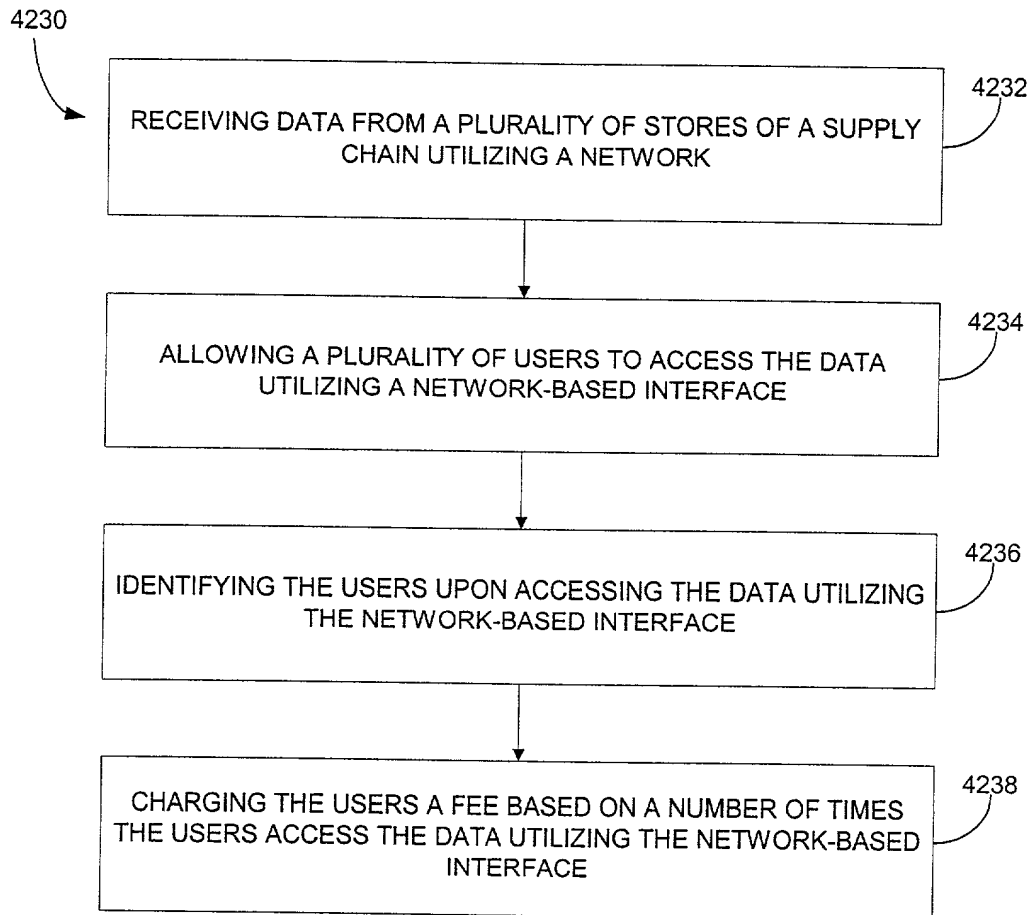 4230
4232
RECEIVING DATA FROM A PLURALITY OF STORES OF A SUPPLY
CHAIN UTILIZING A NETWORK
4234
ALLOWING A PLURALITY OF USERS TO ACCESS THE DATA
UTILIZING A NETWORK-BASED INTERFACE
4236
IDENTIFYING THE USERS UPON ACCESSING THE DATA UTILIZING
THE NETWORK-BASED INTERFACE
4238
CHARGING THE USERS A FEE BASED ON A NUMBER OF TIMES
THE USERS ACCESS THE DATA UTILIZING THE NETWORK-BASED
INTERFACE